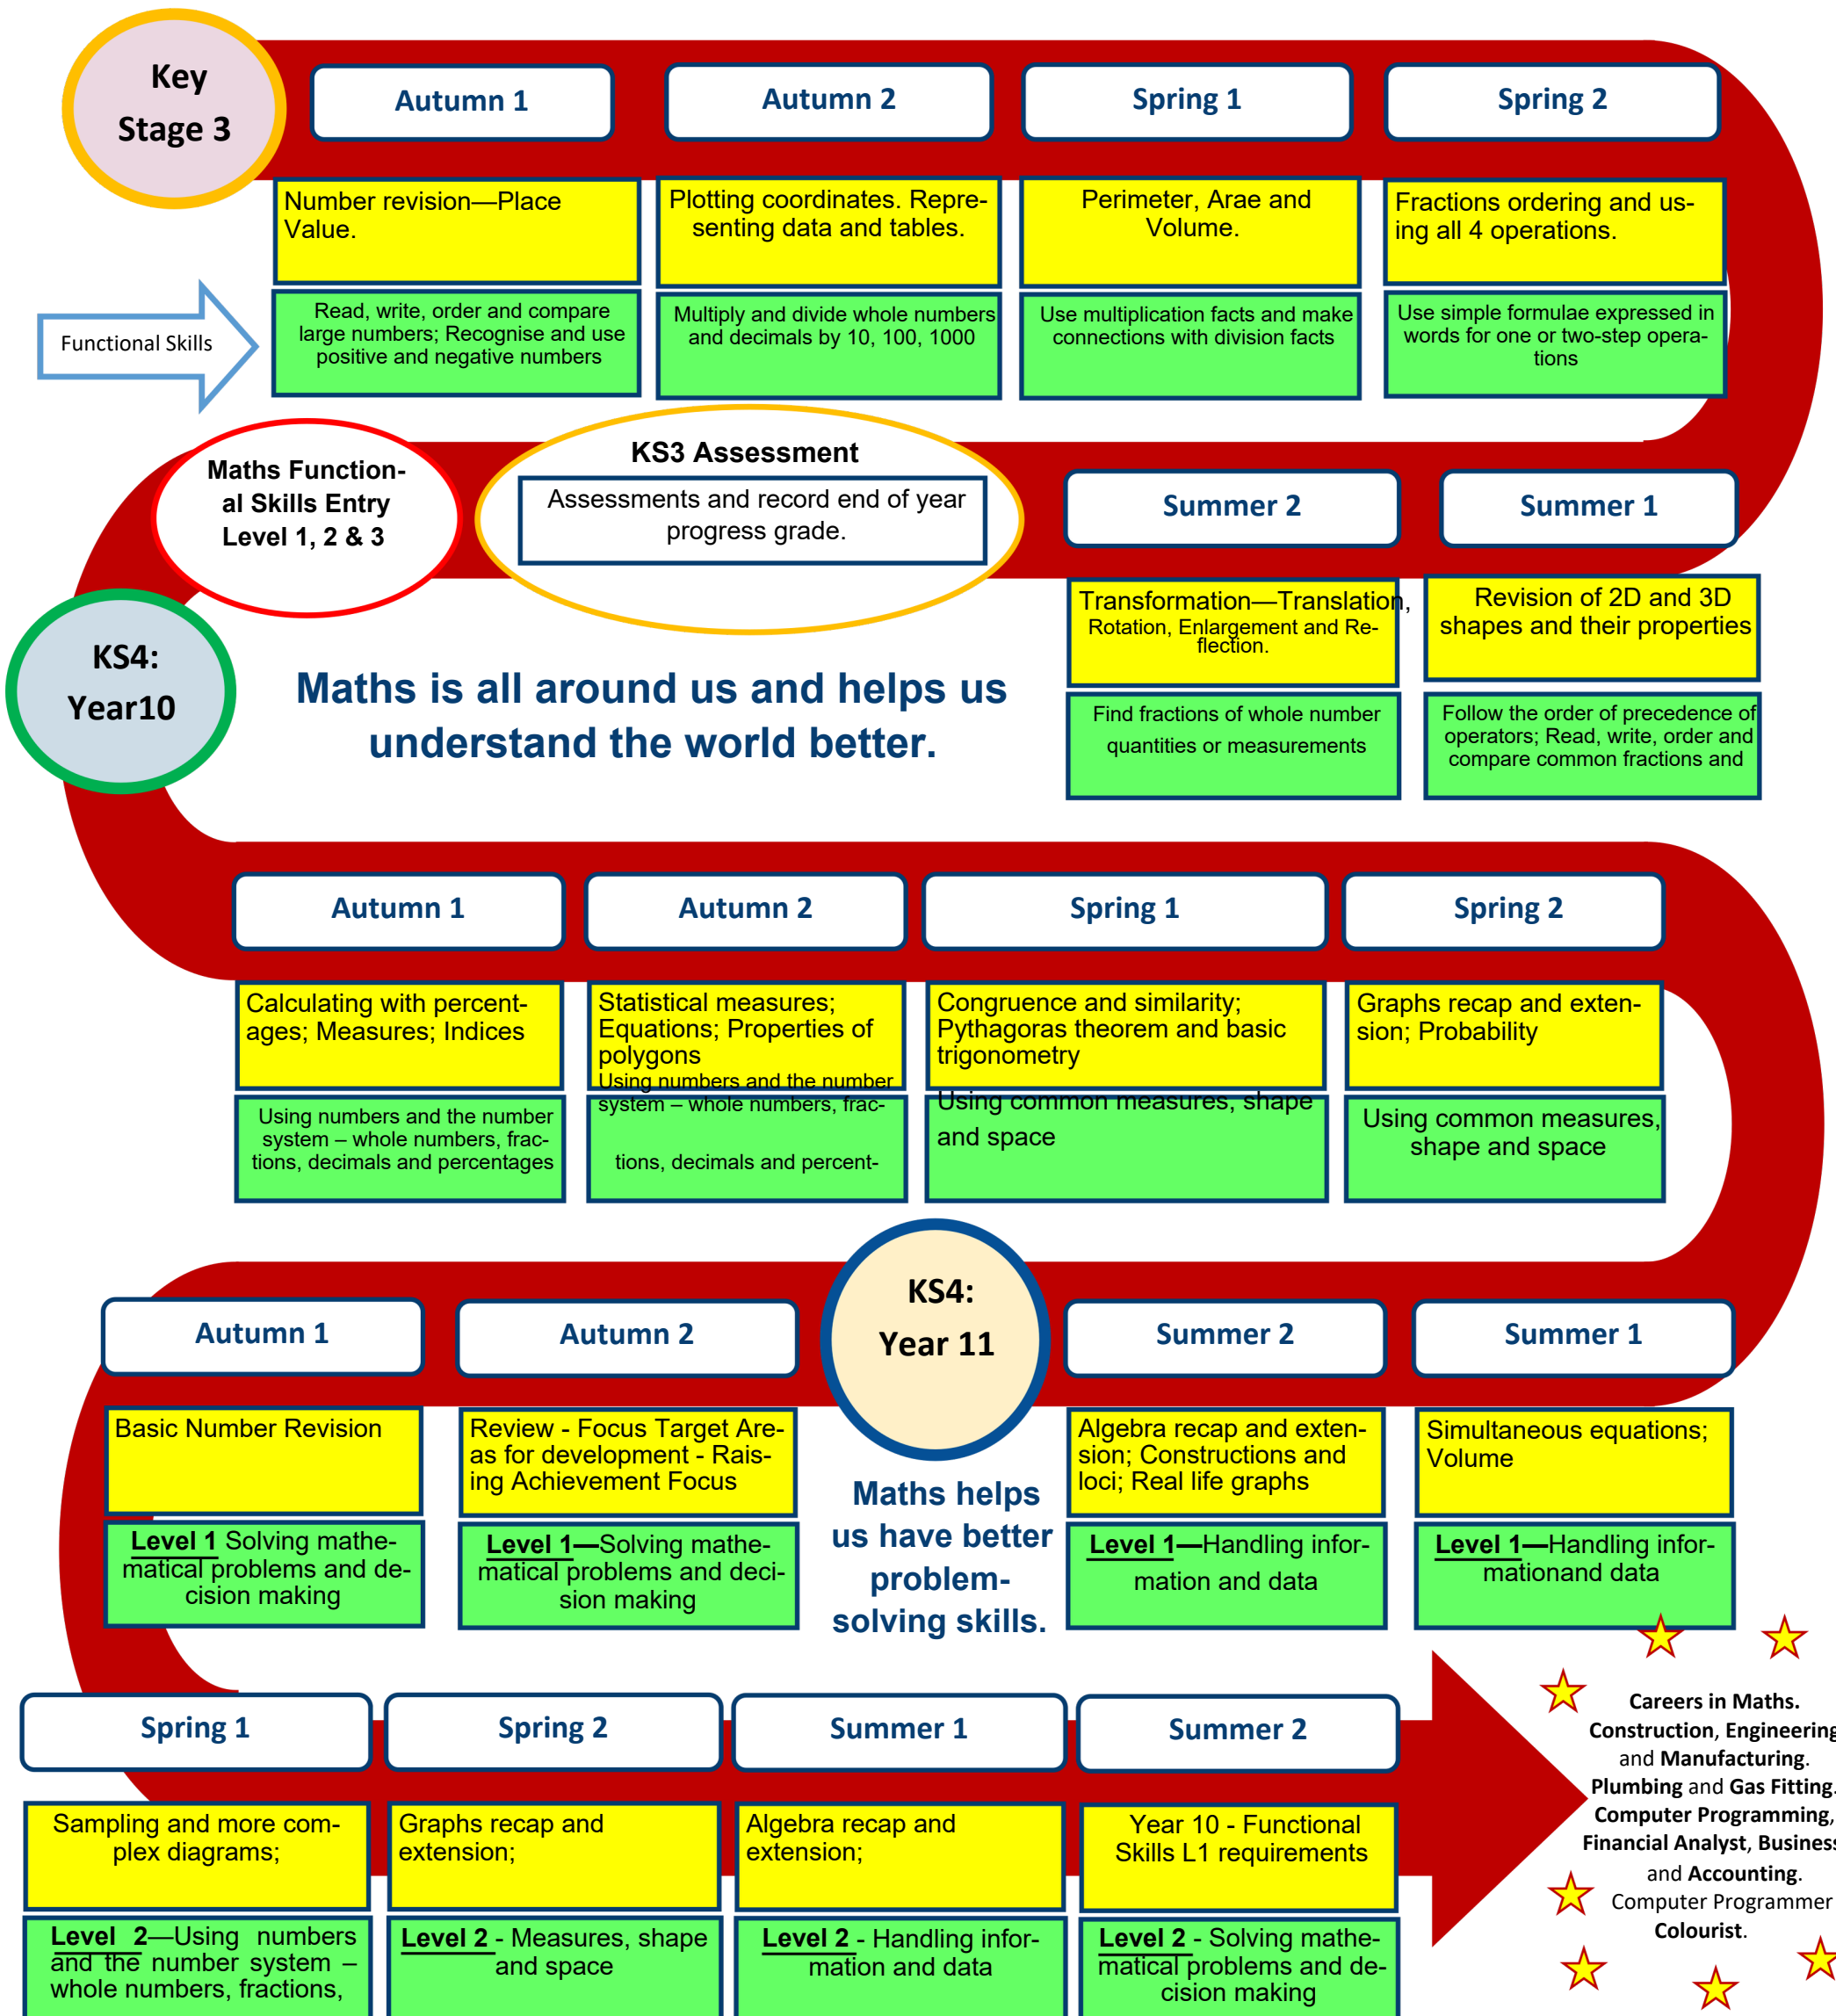 Key
Stage 3
Autumn 1
Autumn 2
Spring 1
Spring 2
Number revision—Place
Value.
Plotting coordinates. Repre-
senting data and tables.
Perimeter, Arae and
Volume.
Fractions ordering and us-
ing all 4 operations.
Functional Skills
Read, write, order and compare
large numbers; Recognise and use
positive and negative numbers
Multiply and divide whole numbers
and decimals by 10, 100, 1000
Use multiplication facts and make
connections with division facts
Use simple formulae expressed in
words for one or two-step opera-
tions
Maths Function-
al Skills Entry
Level 1, 2 & 3
KS3 Assessment
Assessments and record end of year
progress grade.
Summer 2
Summer 1
Transformation—Translation,
Rotation, Enlargement and Re-
flection.
Revision of 2D and 3D
shapes and their properties
Find fractions of whole number
quantities or measurements
Follow the order of precedence of
operators; Read, write, order and
compare common fractions and
KS4:
Year10
Maths is all around us and helps us
understand the world better.
Autumn 1
Autumn 2
Spring 1
Spring 2
Calculating with percent-
ages; Measures; Indices
Statistical measures;
Equations; Properties of
polygons
Congruence and similarity;
Pythagoras theorem and basic
trigonometry
Graphs recap and exten-
sion; Probability
Using numbers and the number
system – whole numbers, frac-
tions, decimals and percentages
Using numbers and the number
system – whole numbers, frac-
tions, decimals and percent-
Using common measures, shape
and space
Using common measures,
shape and space
Autumn 1
Autumn 2
KS4:
Year 11
Summer 2
Summer 1
Basic Number Revision
Review - Focus Target Are-
as for development - Rais-
ing Achievement Focus
Algebra recap and exten-
sion; Constructions and
loci; Real life graphs
Simultaneous equations;
Volume
Level 1 Solving mathe-
matical problems and de-
cision making
Level 1—Solving mathe-
matical problems and deci-
sion making
Maths helps
us have better
problem-
solving skills.
Level 1—Handling infor-
mation and data
Level 1—Handling infor-
mationand data
Spring 1
Spring 2
Summer 1
Summer 2
Sampling and more com-
plex diagrams;
Graphs recap and
extension;
Algebra recap and
extension;
Year 10 - Functional
Skills L1 requirements
Level 2—Using numbers
and the number system –
whole numbers, fractions,
Level 2 - Measures, shape
and space
Level 2 - Handling infor-
mation and data
Level 2 - Solving mathe-
matical problems and de-
cision making
Careers in Maths.
Construction, Engineering
and Manufacturing.
Plumbing and Gas Fitting.
Computer Programming,
Financial Analyst, Business
and Accounting.
Computer Programmer
Colourist.